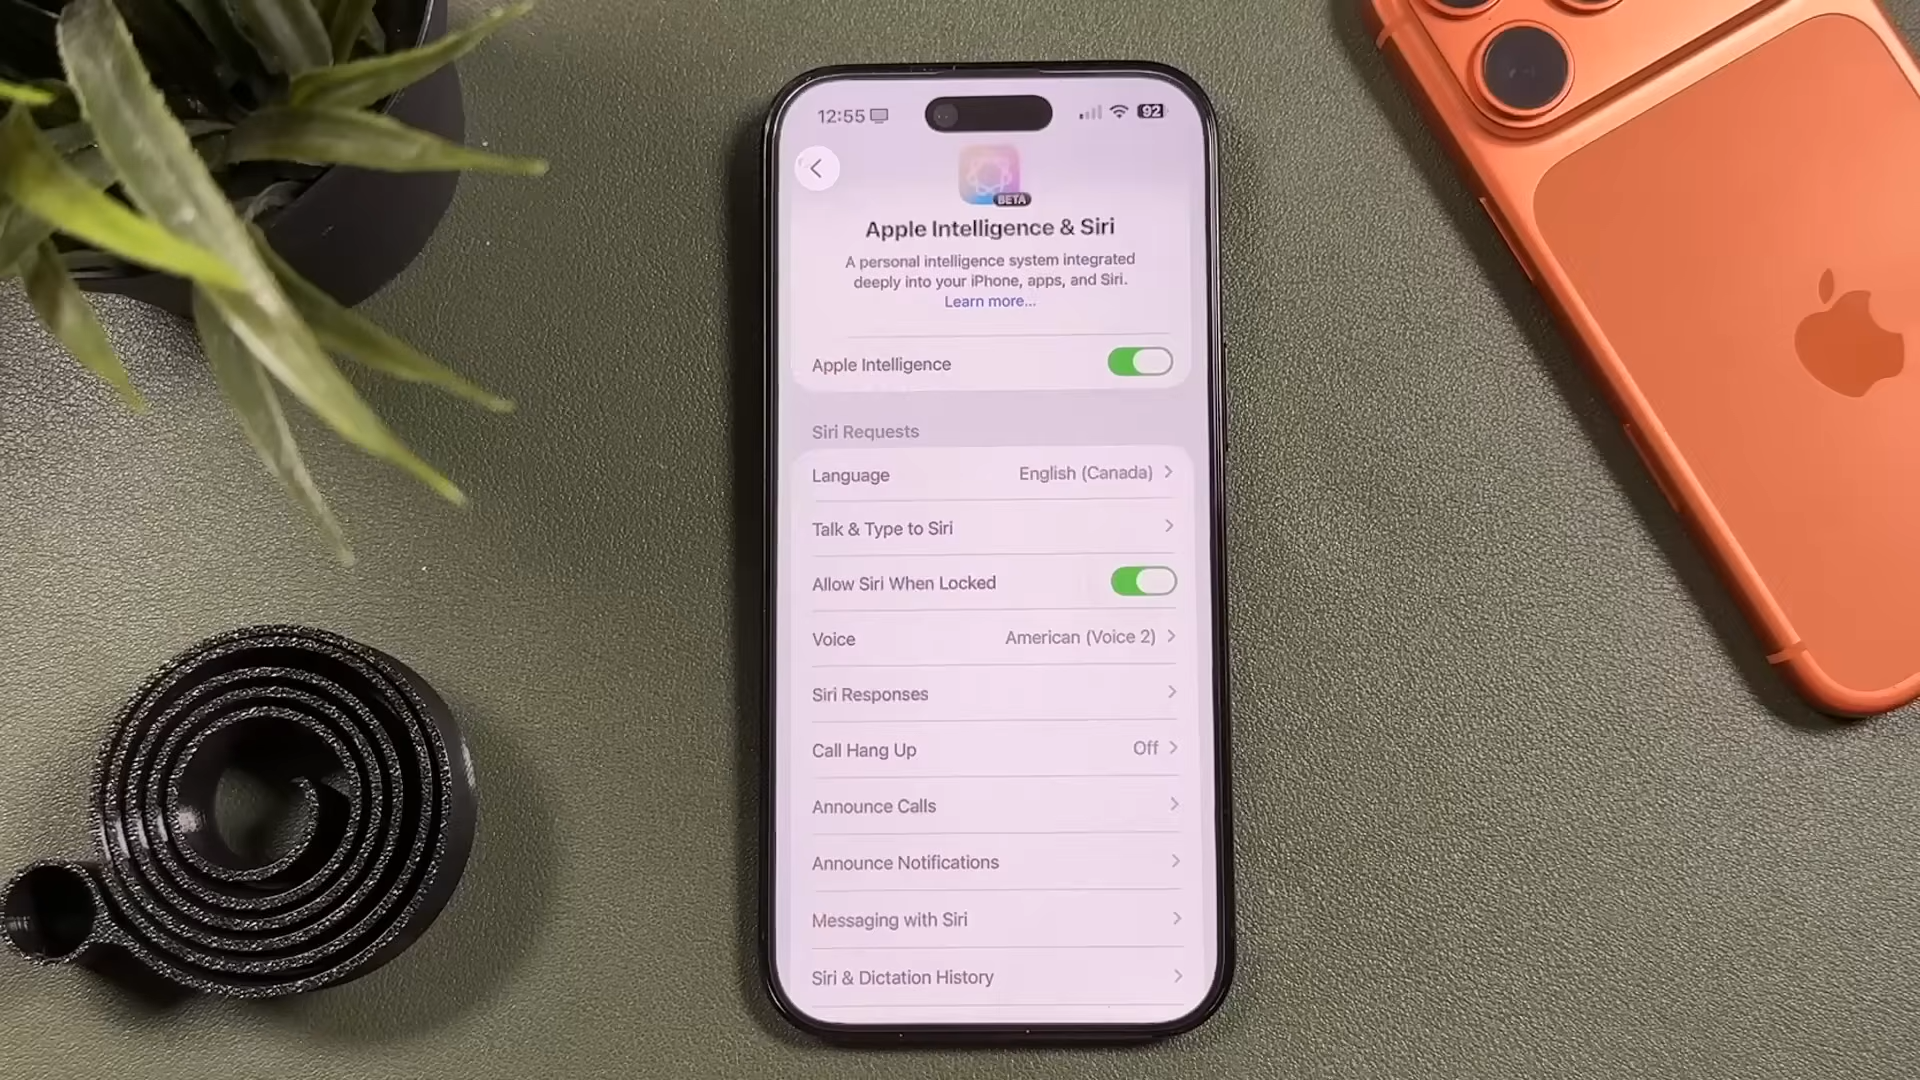 12:55
92
BETA
Apple Intelligence & Siri
A personal intelligence system integrated
deeply into your iPhone, apps, and Siri.
Learn more...
Apple Intelligence
Siri Requests
Language English (Canada)
Talk & Type to Siri
Allow Siri When Locked
Voice American (Voice 2)
Siri Responses
Call Hang Up Off
Announce Calls
Announce Notifications
Messaging with Siri
Siri & Dictation History